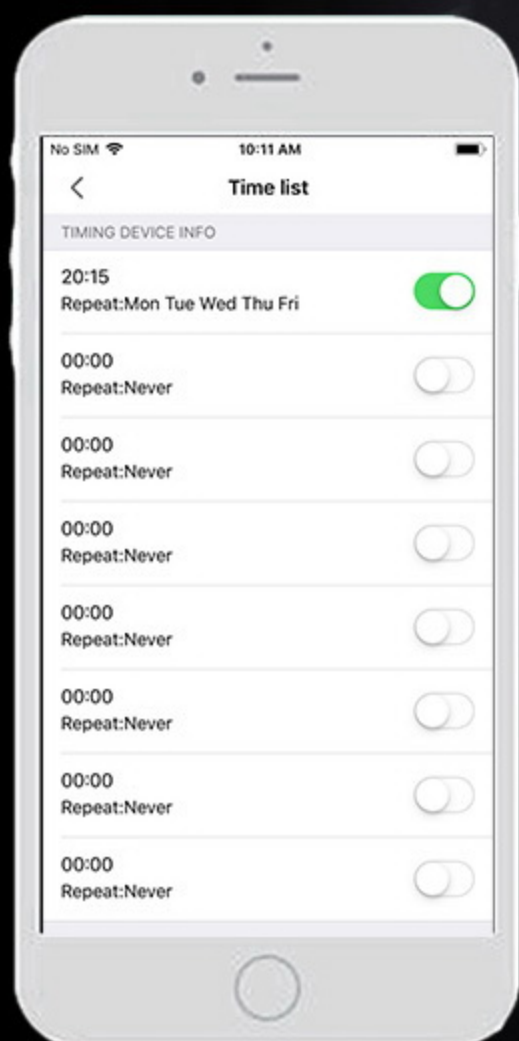 No SIM
10:11 AM
Time list
TIMING DEVICE INFO
20:15
Repeat:Mon Tue Wed Thu Fri
00:00
Repeat:Never
00:00
Repeat:Never
00:00
Repeat:Never
00:00
Repeat:Never
00:00
Repeat:Never
00:00
Repeat:Never
00:00
Repeat:Never